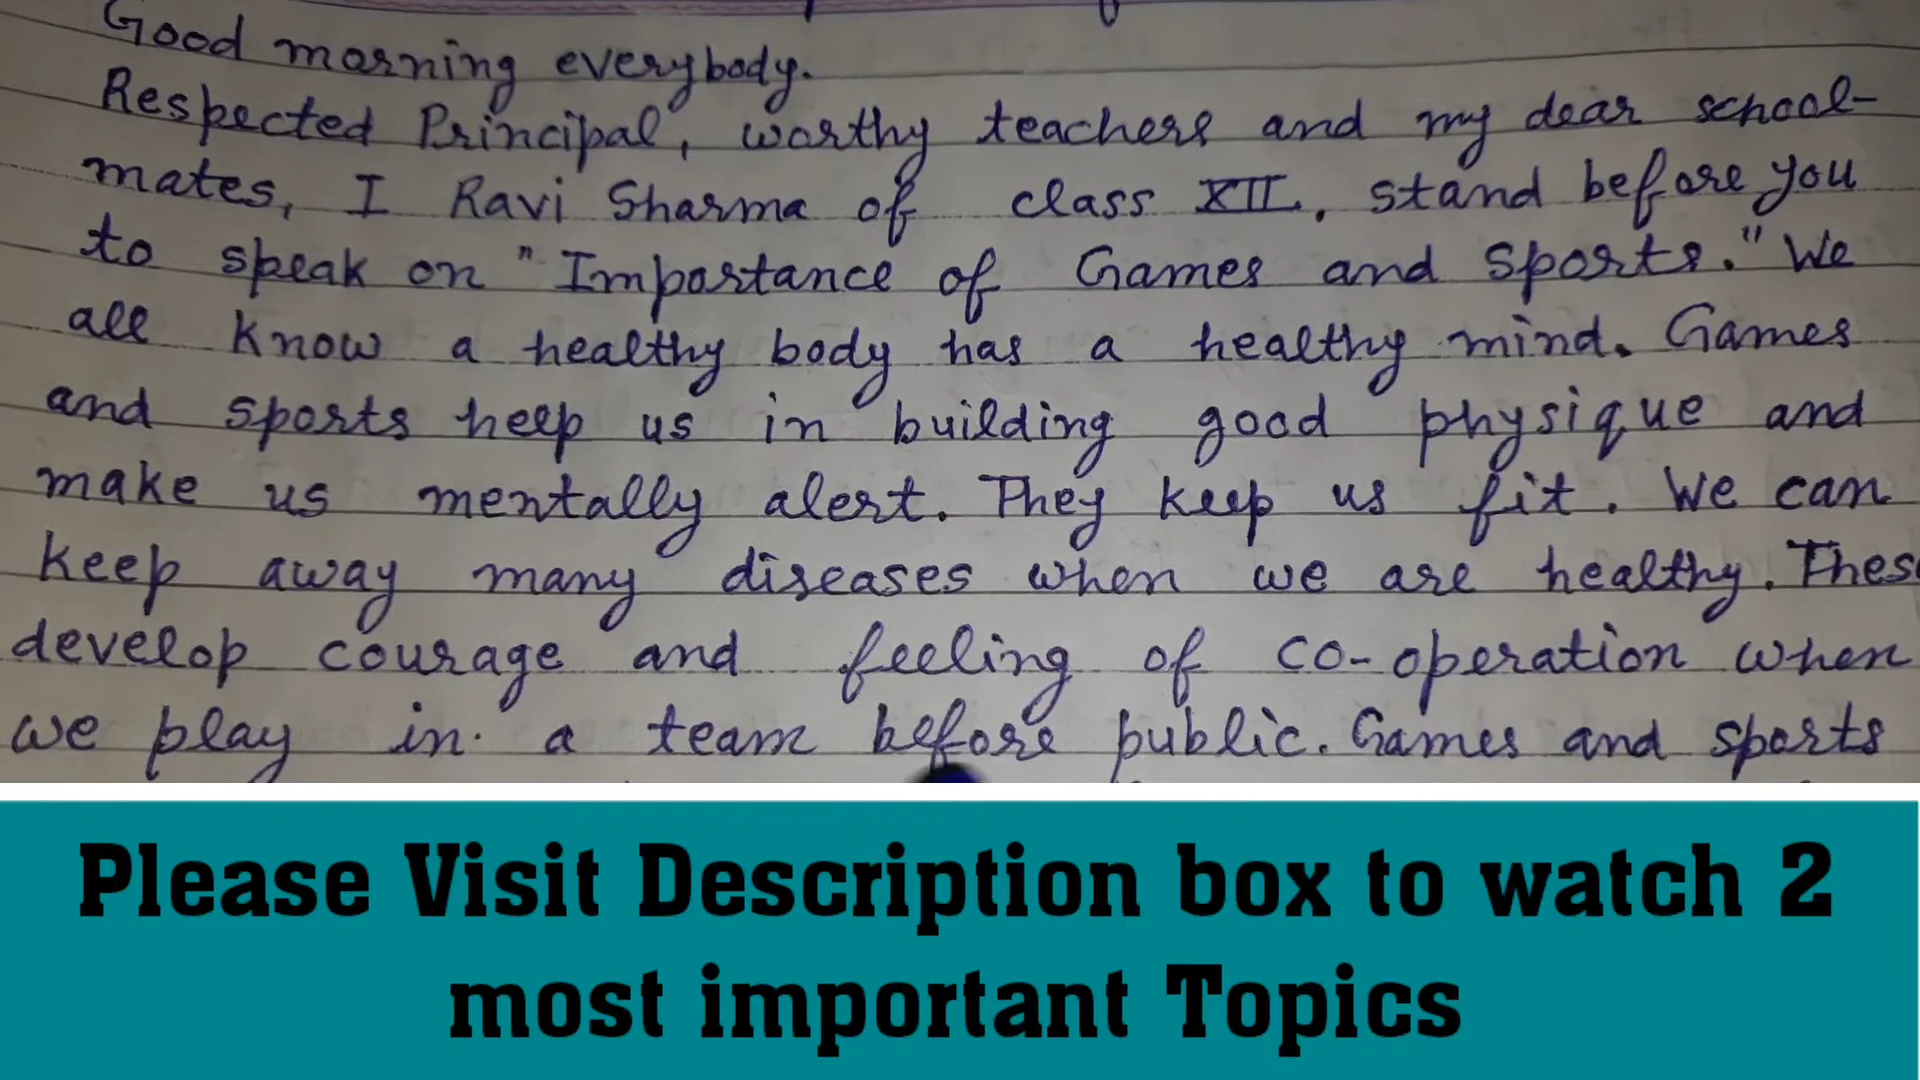 Good morning everybody.
Respected Principal, worthy teachers and my dear school-
mates, I Ravi Sharma of class XII, stand before you
to speak on "Importance of Games and Sports." We
all know a healthy body has a healthy mind. Games
and sports help us in building good physique and
make us mentally alert. They keep us fit. We can
keep away many diseases when we are healthy. Thes
develop courage and feeling of co-operation when
we play in a team before public. Games and sports
Please Visit Description box to watch 2
most important Topics